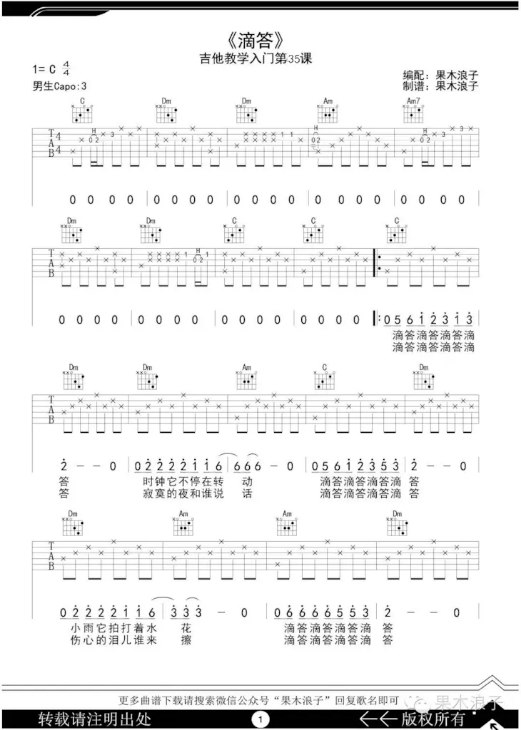 《滴答》
吉他教学入门第35课
1= C 4/4
编配：果木浪子
男生Capo:3
制谱：果木浪子
C Dm Dm Am Am7
0 0 0 0 0 0 0 0 0 0 0 0 0 0 0 0 0 0 0 0
Dm Dm C C C
0 0 0 0 0 0 0 0 0 0 0 0 0 0 0 0 0 5 6 1 2 3 1 3
滴答滴答滴答滴
滴答滴答滴答滴
Dm Dm Am C Dm
2 - - 0 0 2 2 2 2 1 1 6 6 6 6 - 0 0 5 6 1 2 3 5 3 2 - - 0
答 时钟它不停在转 动 滴答滴答滴答滴 答
答 寂寞的夜和谁说 话 滴答滴答滴答滴 答
Dm Am Am Dm
0 2 2 2 2 1 1 6 3 3 3 - 0 0 6 6 6 6 5 5 3 2 - - 0
小雨它拍打着水 花 滴答滴答滴答滴 答
伤心的泪儿谁来 擦 滴答滴答滴答滴 答
更多曲谱下载请搜索微信公众号“果木浪子”回复歌名即可
果木浪子
转载请注明出处 1 版权所有